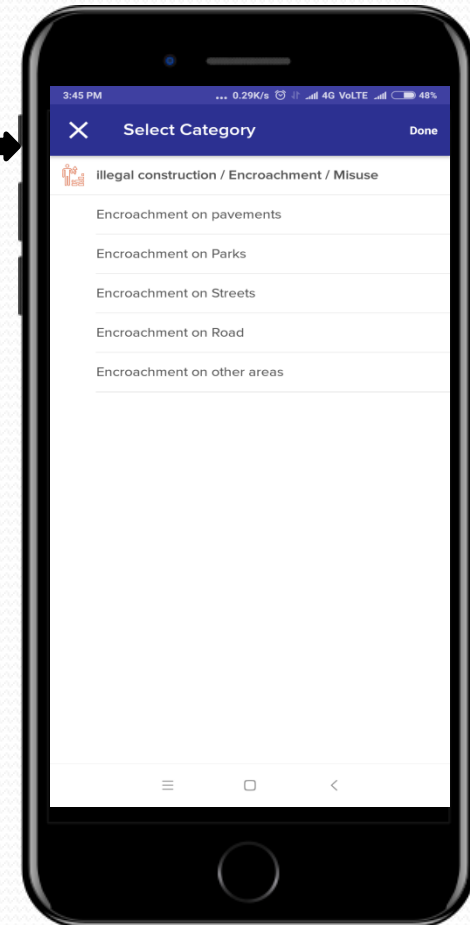 3:45 PM ... 0.29K/s 4G VoLTE 48%
Select Category Done
illegal construction / Encroachment / Misuse
Encroachment on pavements
Encroachment on Parks
Encroachment on Streets
Encroachment on Road
Encroachment on other areas